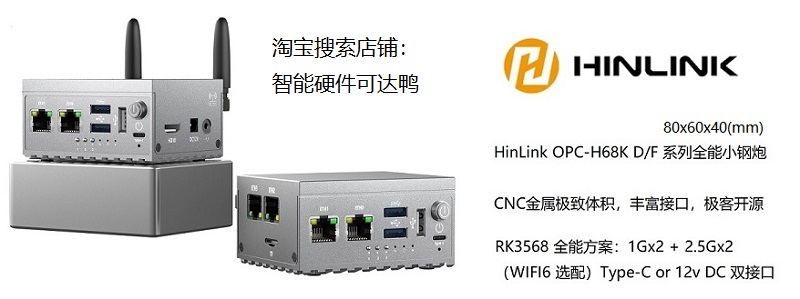 淘宝搜索店铺：
智能硬件可达鸭
HINLINK
80x60x40(mm)
HinLink OPC-H68K D/F 系列全能小钢炮
CNC金属极致体积，丰富接口，极客开源
RK3568 全能方案：1Gx2 + 2.5Gx2
（WIFI6 选配）Type-C or 12v DC 双接口